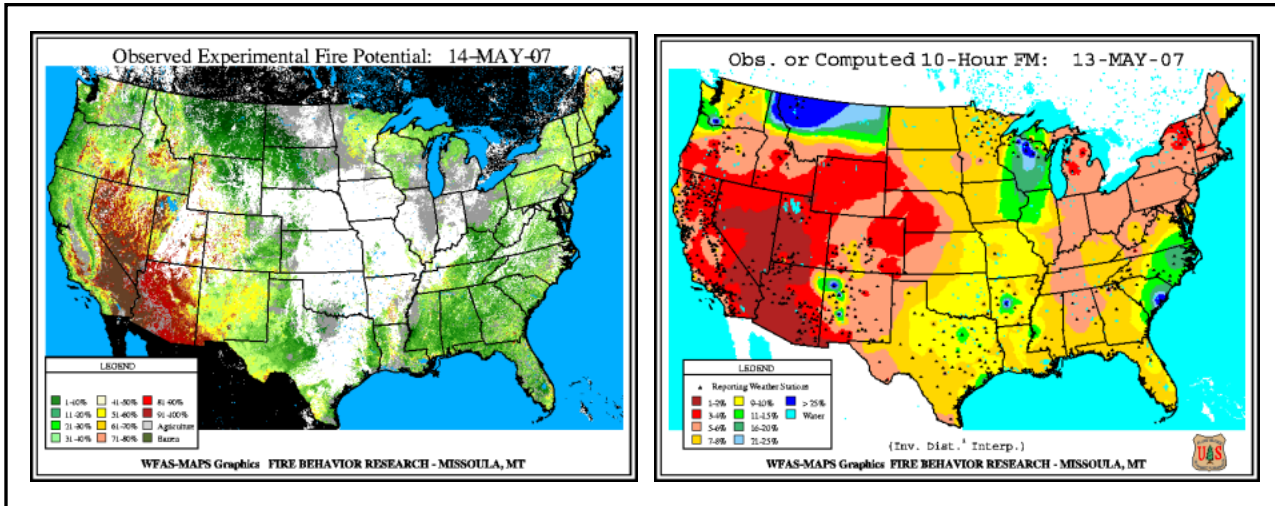 Observed Experimental Fire Potential: 14-MAY-07
LEGEND
1-10% 41-50% 81-90%
11-20% 51-60% 91-100%
21-30% 61-70% Agriculture
31-40% 71-80% Barren
WFAS-MAPS Graphics FIRE BEHAVIOR RESEARCH - MISSOULA, MT
Obs. or Computed 10-Hour FM: 13-MAY-07
LEGEND
Reporting Weather Stations
1-2% 9-10% > 25%
3-4% 11-15% Water
5-6% 16-20%
7-8% 21-25%
(Inv. Dist.² Interp.)
WFAS-MAPS Graphics FIRE BEHAVIOR RESEARCH - MISSOULA, MT
U S